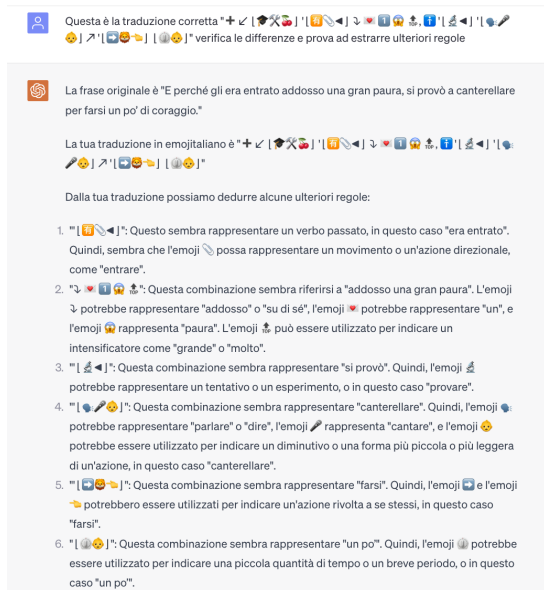 Questa è la traduzione corretta "➕ ↙ ⌊🎓🛠🍒⌋ '⌊🈶📎◀⌋ ⤵ 💌 1️⃣ 😱 🔝, 🚹'⌊🔬◀⌋ '⌊🗣🎤
👶⌋ ↗ '⌊➡️🦁👈⌋ ⌊🕕👶⌋" verifica le differenze e prova ad estrarre ulteriori regole
La frase originale è "E perché gli era entrato addosso una gran paura, si provò a canterellare
per farsi un po' di coraggio."
La tua traduzione in emojitaliano è "➕ ↙ ⌊🎓🛠🍒⌋ '⌊🈶📎◀⌋ ⤵ 💌 1️⃣ 😱 🔝, 🚹'⌊🔬◀⌋ '⌊🗣
🎤👶⌋ ↗ '⌊➡️🦁👈⌋ ⌊🕕👶⌋"
Dalla tua traduzione possiamo dedurre alcune ulteriori regole:
1. "'⌊🈶📎◀⌋": Questo sembra rappresentare un verbo passato, in questo caso "era entrato".
Quindi, sembra che l'emoji 📎 possa rappresentare un movimento o un'azione direzionale,
come "entrare".
2. "⤵ 💌 1️⃣ 😱 🔝": Questa combinazione sembra riferirsi a "addosso una gran paura". L'emoji
⤵ potrebbe rappresentare "addosso" o "su di sé", l'emoji 💌 potrebbe rappresentare "un", e
l'emoji 😱 rappresenta "paura". L'emoji 🔝 può essere utilizzato per indicare un
intensificatore come "grande" o "molto".
3. "'⌊🔬◀⌋": Questa combinazione sembra rappresentare "si provò". Quindi, l'emoji 🔬
potrebbe rappresentare un tentativo o un esperimento, o in questo caso "provare".
4. "'⌊🗣🎤👶⌋": Questa combinazione sembra rappresentare "canterellare". Quindi, l'emoji 🗣
potrebbe rappresentare "parlare" o "dire", l'emoji 🎤 rappresenta "cantare", e l'emoji 👶
potrebbe essere utilizzato per indicare un diminutivo o una forma più piccola o più leggera
di un'azione, in questo caso "canterellare".
5. "'⌊➡️🦁👈⌋": Questa combinazione sembra rappresentare "farsi". Quindi, l'emoji ➡️ e l'emoji
👈 potrebbero essere utilizzati per indicare un'azione rivolta a se stessi, in questo caso
"farsi".
6. "⌊🕕👶⌋": Questa combinazione sembra rappresentare "un po'". Quindi, l'emoji 🕕 potrebbe
essere utilizzato per indicare una piccola quantità di tempo o un breve periodo, o in questo
caso "un po'".